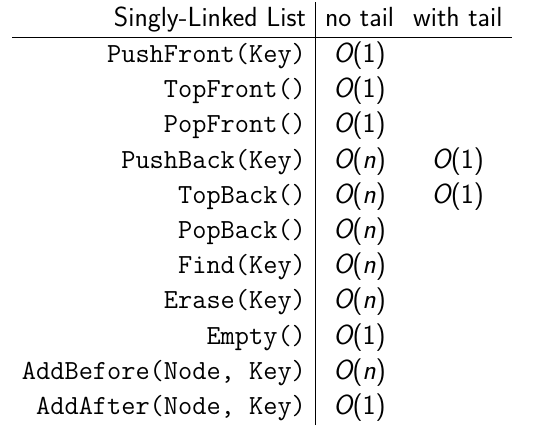 Singly-Linked List no tail with tail
PushFront(Key) O(1)
TopFront() O(1)
PopFront() O(1)
PushBack(Key) O(n) O(1)
TopBack() O(n) O(1)
PopBack() O(n)
Find(Key) O(n)
Erase(Key) O(n)
Empty() O(1)
AddBefore(Node, Key) O(n)
AddAfter(Node, Key) O(1)